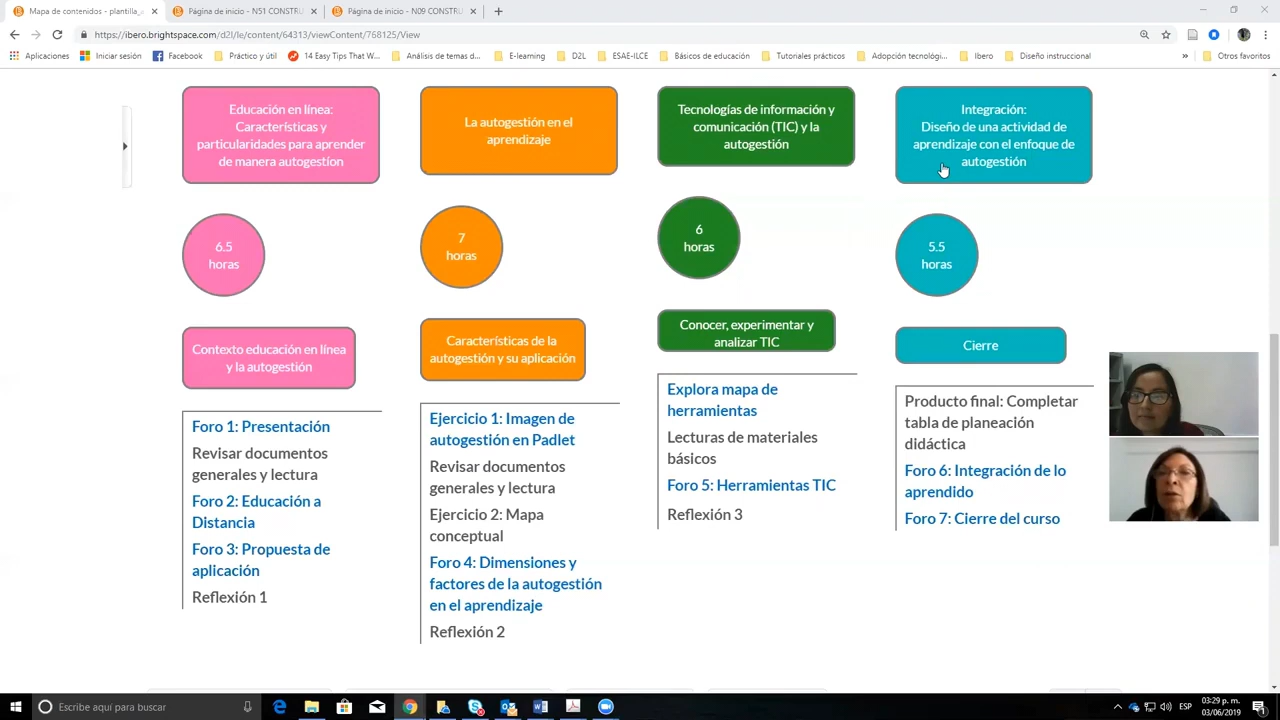 Mapa de contenidos - plantilla_
Página de inicio - N51 CONSTRU
Página de inicio - N09 CONSTRU
https://ibero.brightspace.com/d2l/le/content/64313/viewContent/768125/View
Aplicaciones
Iniciar sesión
Facebook
Práctico y útil
14 Easy Tips That W...
Análisis de temas d...
E-learning
D2L
ESAE-ILCE
Básicos de educación
Tutoriales prácticos
Adopción tecnológi...
Ibero
Diseño instruccional
»
Otros favoritos
Educación en línea:
Características y
particularidades para aprender
de manera autogestíon
6.5
horas
Contexto educación en línea
y la autogestión
Foro 1: Presentación
Revisar documentos
generales y lectura
Foro 2: Educación a
Distancia
Foro 3: Propuesta de
aplicación
Reflexión 1
La autogestión en el
aprendizaje
7
horas
Características de la
autogestión y su aplicación
Ejercicio 1: Imagen de
autogestión en Padlet
Revisar documentos
generales y lectura
Ejercicio 2: Mapa
conceptual
Foro 4: Dimensiones y
factores de la autogestión
en el aprendizaje
Reflexión 2
Tecnologías de información y
comunicación (TIC) y la
autogestión
6
horas
Conocer, experimentar y
analizar TIC
Explora mapa de
herramientas
Lecturas de materiales
básicos
Foro 5: Herramientas TIC
Reflexión 3
Integración:
Diseño de una actividad de
aprendizaje con el enfoque de
autogestión
5.5
horas
Cierre
Producto final: Completar
tabla de planeación
didáctica
Foro 6: Integración de lo
aprendido
Foro 7: Cierre del curso
Escribe aquí para buscar
ESP
03:29 p. m.
03/06/2019